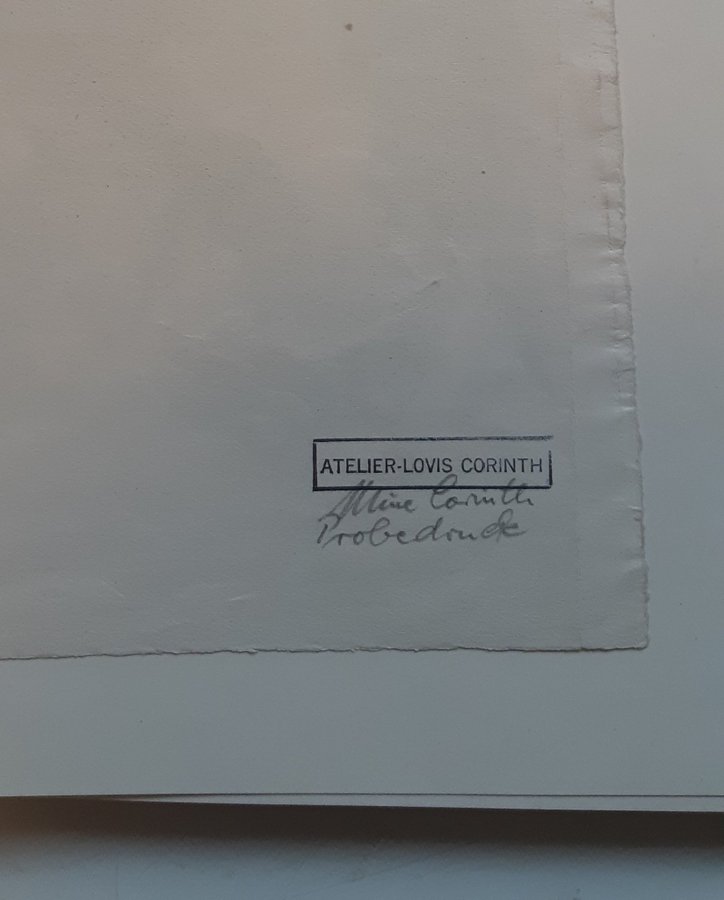 ATELIER-LOVIS CORINTH
Mine Corinth
Probedruck